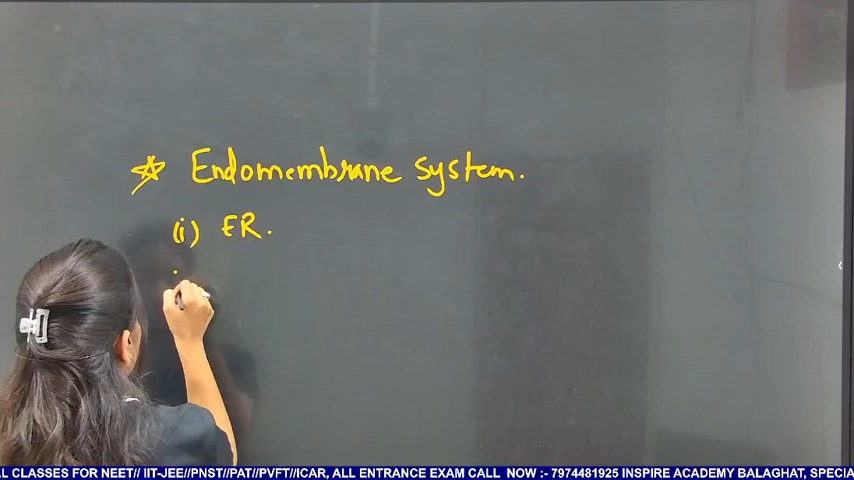 ☆ Endomembrane system.
(i) ER.
L CLASSES FOR NEET// IIT-JEE//PNST//PAT//PVFT//ICAR, ALL ENTRANCE EXAM CALL NOW :- 7974481925 INSPIRE ACADEMY BALAGHAT, SPECIA